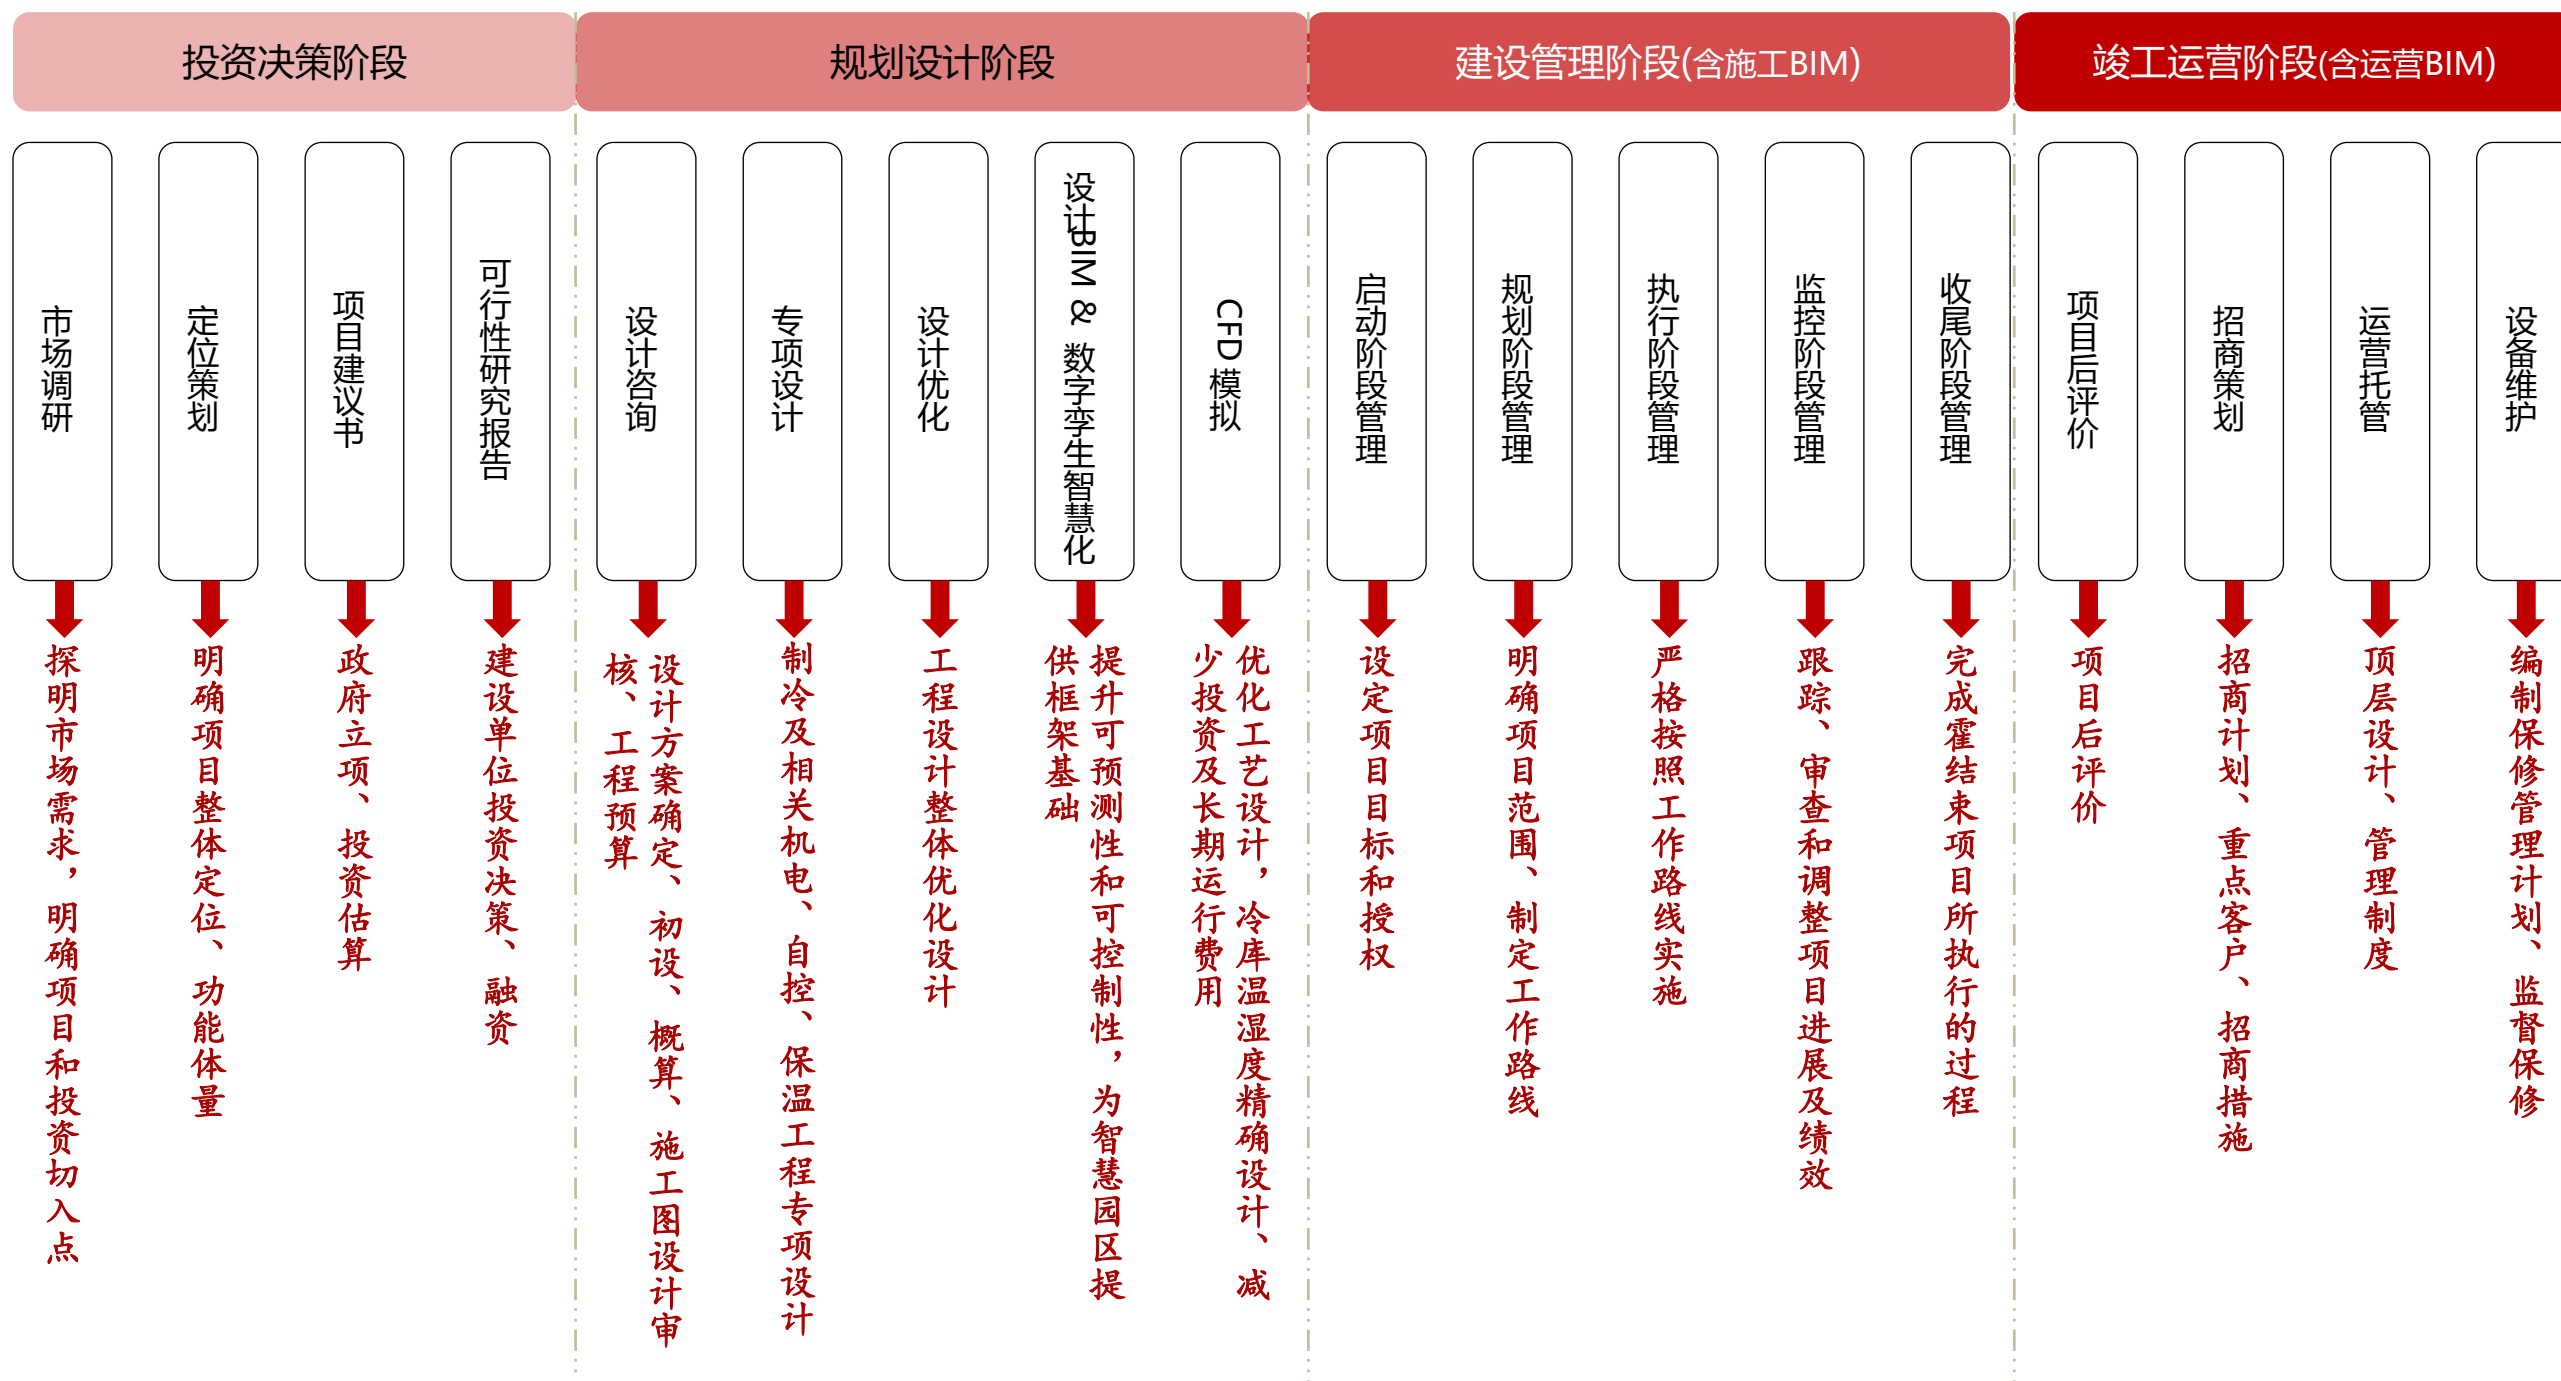 投资决策阶段
规划设计阶段
建设管理阶段(含施工BIM)
竣工运营阶段(含运营BIM)
市场调研
定位策划
项目建议书
可行性研究报告
设计咨询
专项设计
设计优化
设计BIM & 数字孪生智慧化
CFD 模拟
启动阶段管理
规划阶段管理
执行阶段管理
监控阶段管理
收尾阶段管理
项目后评价
招商策划
运营托管
设备维护
探明市场需求，明确项目和投资切入点
明确项目整体定位、功能体量
政府立项、投资估算
建设单位投资决策、融资
设计方案确定、初设、概算、施工图设计审
核、工程预算
制冷及相关机电、自控、保温工程专项设计
工程设计整体优化设计
提升可预测性和可控制性，为智慧园区提
供框架基础
优化工艺设计，冷库温湿度精确设计、减
少投资及长期运行费用
设定项目目标和授权
明确项目范围、制定工作路线
严格按照工作路线实施
跟踪、审查和调整项目进展及绩效
完成霍结束项目所执行的过程
项目后评价
招商计划、重点客户、招商措施
顶层设计、管理制度
编制保修管理计划、监督保修